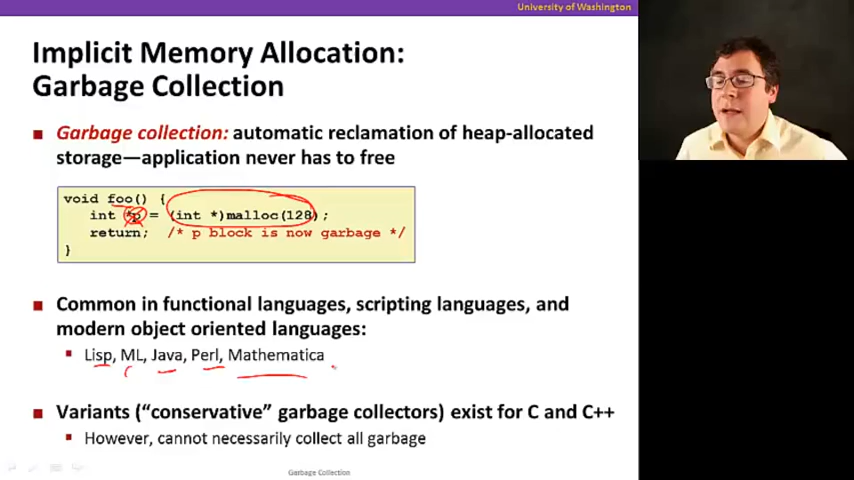 University of Washington
Implicit Memory Allocation:
Garbage Collection
Garbage collection: automatic reclamation of heap-allocated
storage—application never has to free
void foo() {
int *p = (int *)malloc(128);
return; /* p block is now garbage */
}
Common in functional languages, scripting languages, and
modern object oriented languages:
Lisp, ML, Java, Perl, Mathematica
Variants (“conservative” garbage collectors) exist for C and C++
However, cannot necessarily collect all garbage
Garbage Collection